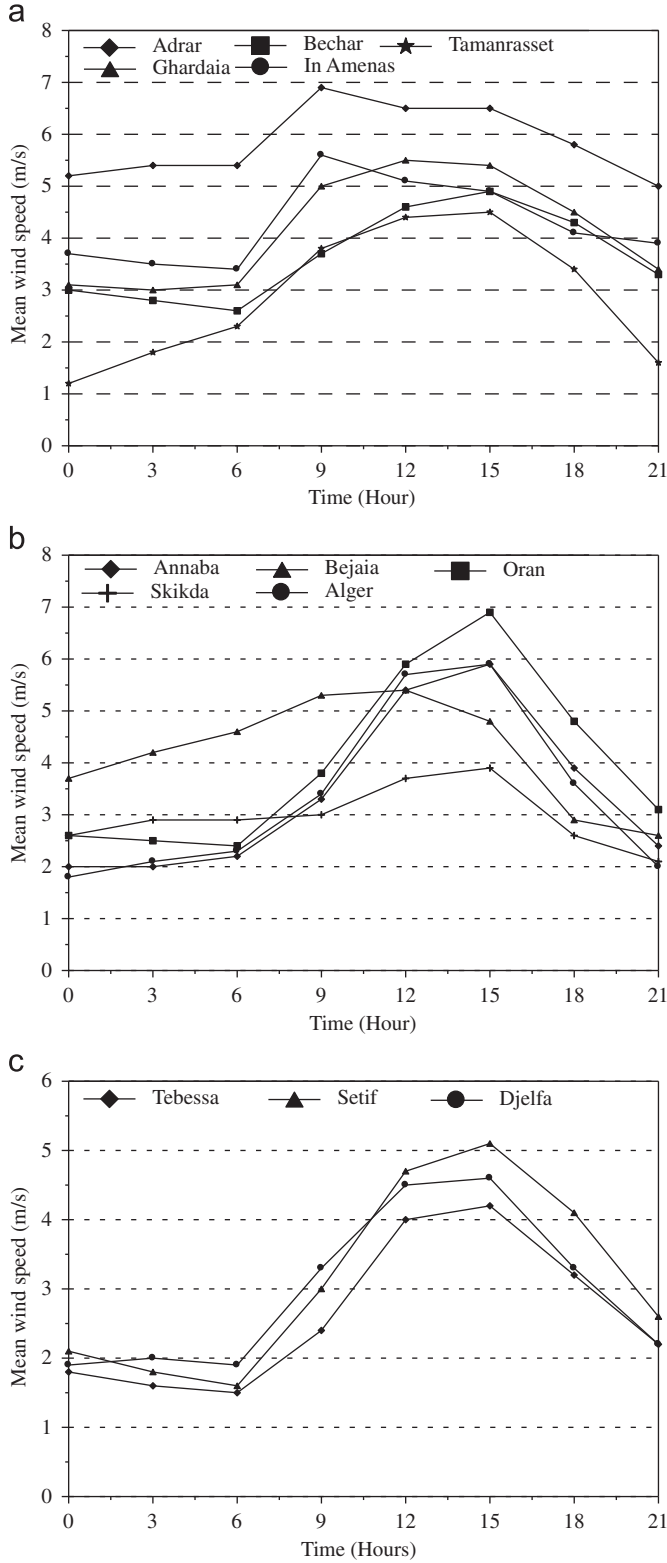 a
8
Adrar Bechar Tamanrasset
Ghardaia In Amenas
7
6
5
4
3
2
1
0
Mean wind speed (m/s)
0 3 6 9 12 15 18 21
Time (Hour)
b
8
Annaba Bejaia Oran
Skikda Alger
7
6
5
4
3
2
1
0
Mean wind speed (m/s)
0 3 6 9 12 15 18 21
Time (Hour)
c
6
Tebessa Setif Djelfa
5
4
3
2
1
0
Mean wind speed (m/s)
0 3 6 9 12 15 18 21
Time (Hours)